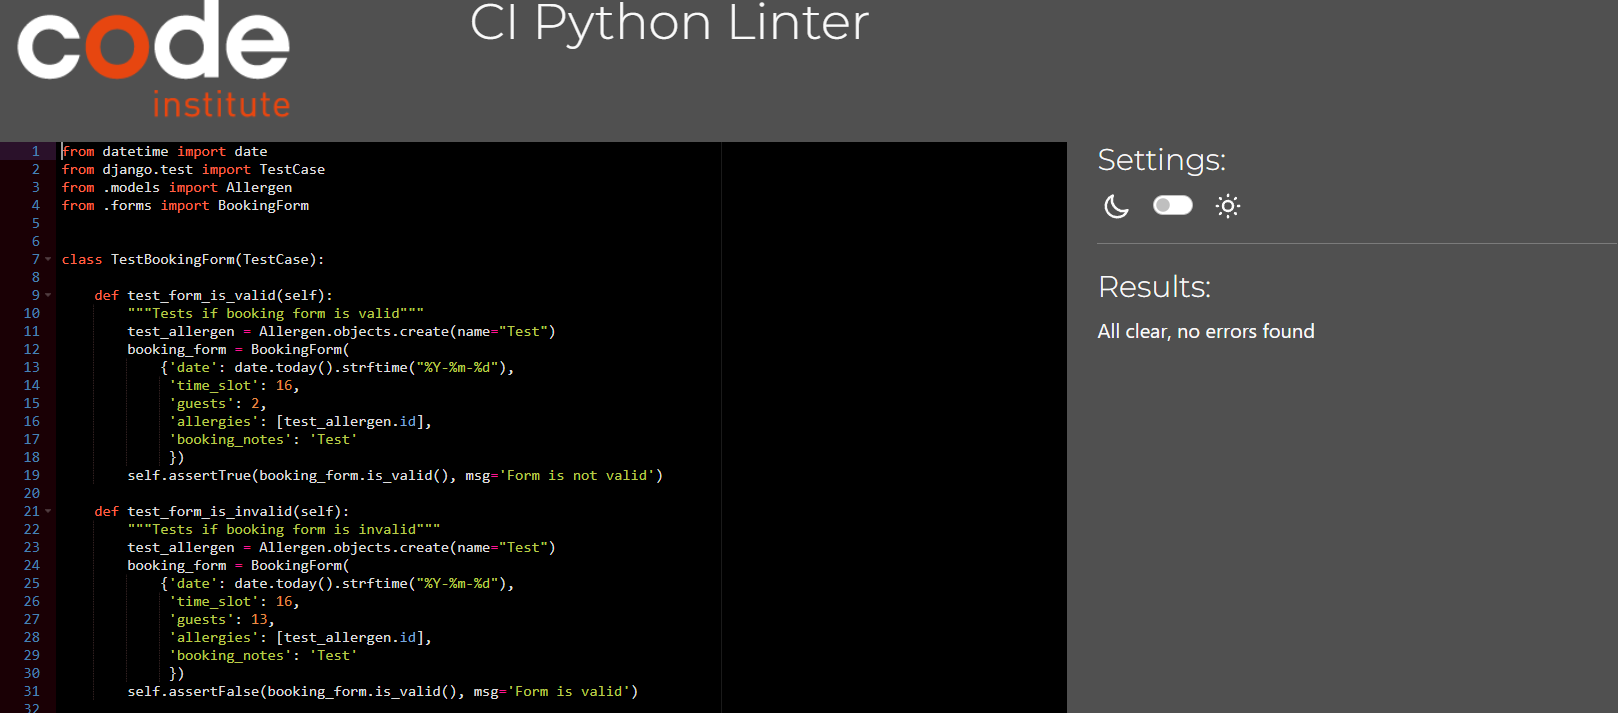 code
institute
CI Python Linter
1 from datetime import date
2 from django.test import TestCase
3 from .models import Allergen
4 from .forms import BookingForm
5
6
7 class TestBookingForm(TestCase):
8
9     def test_form_is_valid(self):
10         """Tests if booking form is valid"""
11         test_allergen = Allergen.objects.create(name="Test")
12         booking_form = BookingForm(
13             {'date': date.today().strftime("%Y-%m-%d"),
14              'time_slot': 16,
15              'guests': 2,
16              'allergies': [test_allergen.id],
17              'booking_notes': 'Test'
18              })
19         self.assertTrue(booking_form.is_valid(), msg='Form is not valid')
20
21     def test_form_is_invalid(self):
22         """Tests if booking form is invalid"""
23         test_allergen = Allergen.objects.create(name="Test")
24         booking_form = BookingForm(
25             {'date': date.today().strftime("%Y-%m-%d"),
26              'time_slot': 16,
27              'guests': 13,
28              'allergies': [test_allergen.id],
29              'booking_notes': 'Test'
30              })
31         self.assertFalse(booking_form.is_valid(), msg='Form is valid')
32
Settings:
Results:
All clear, no errors found